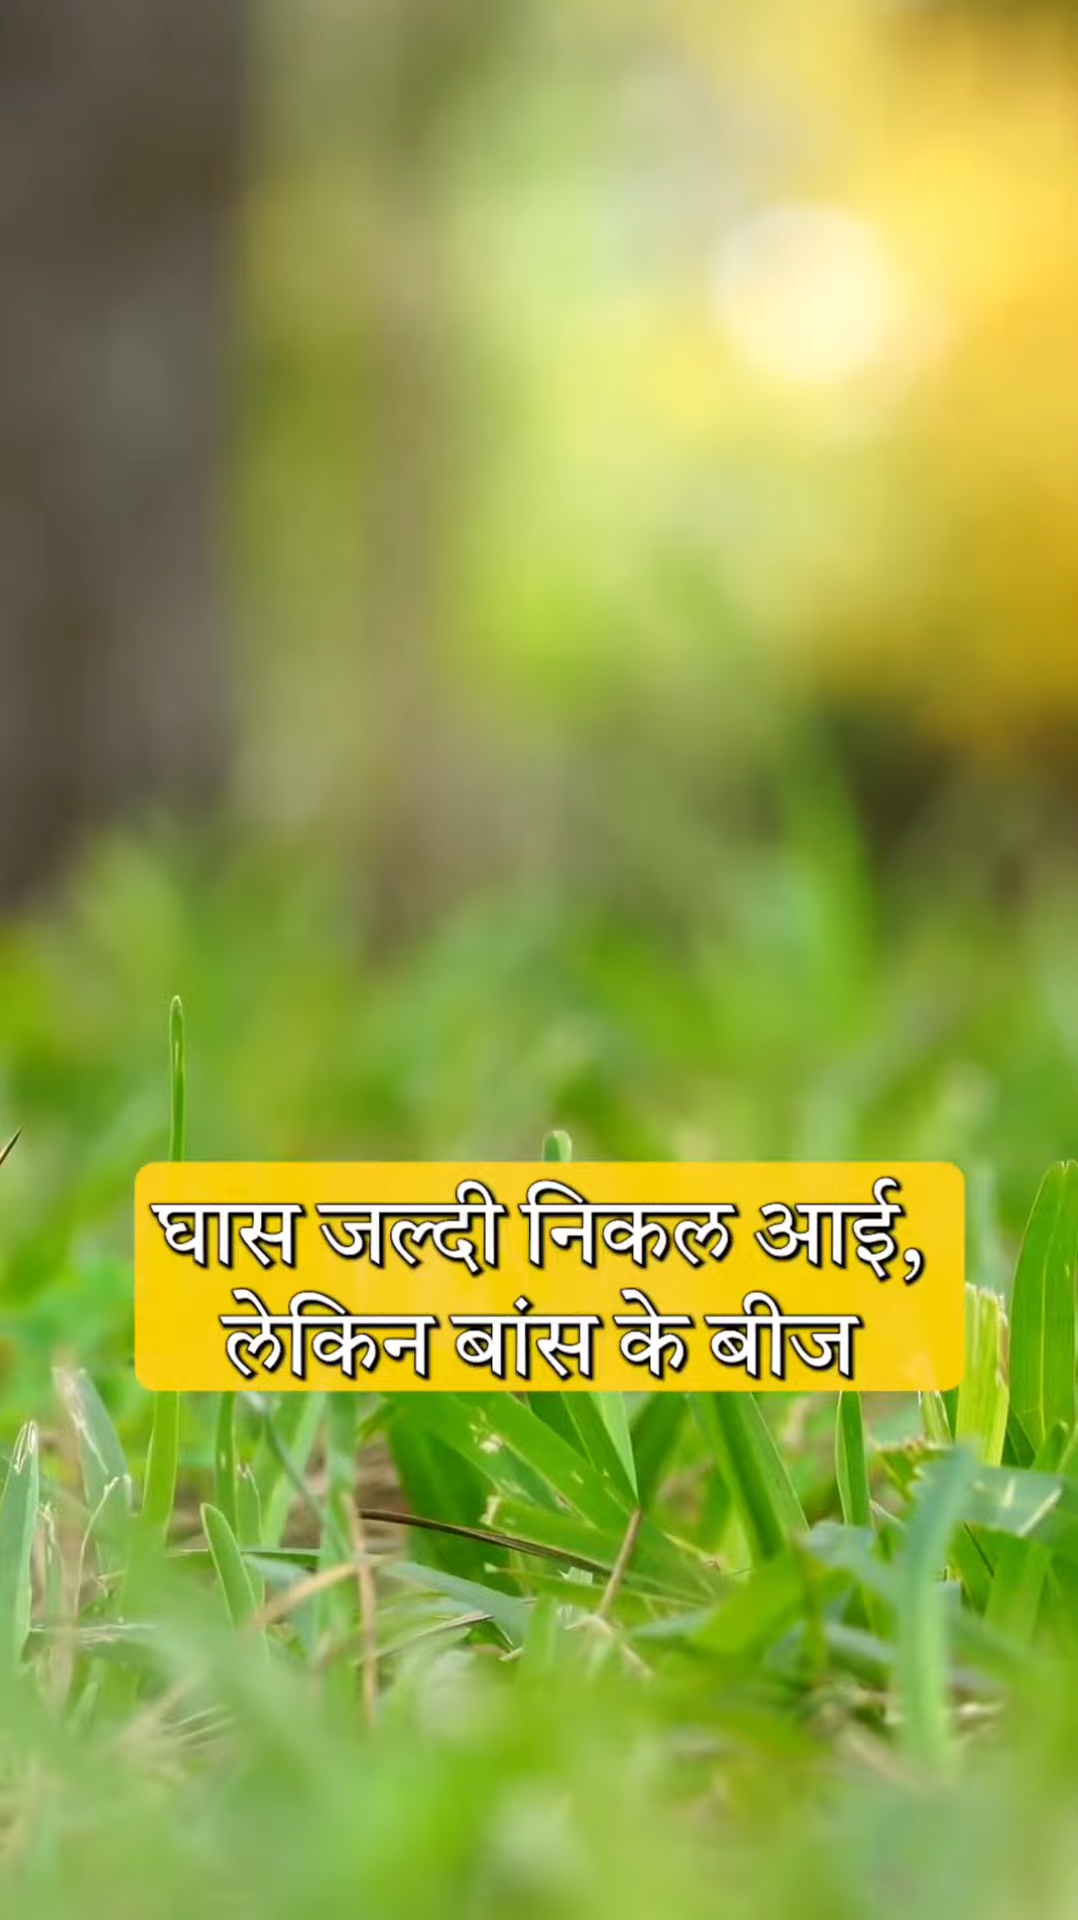 घास जल्दी निकल आई,
लेकिन बांस के बीज